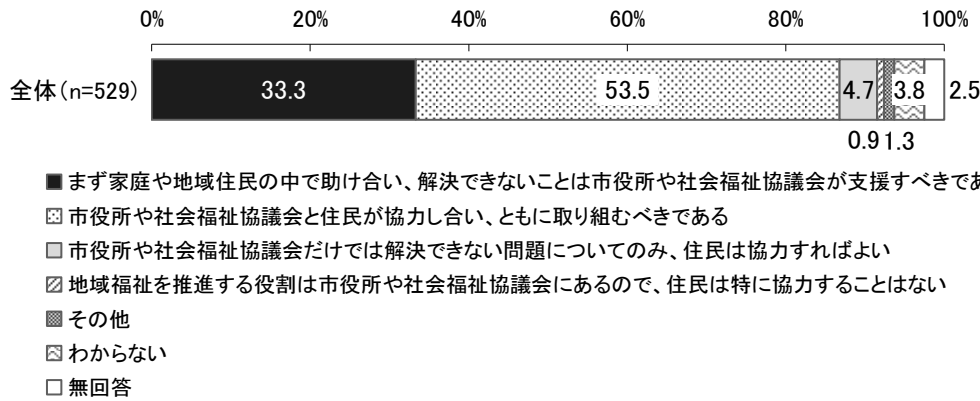 0% 20% 40% 60% 80% 100%
全体(n=529) 33.3 53.5 4.7 3.8 2.5
0.9 1.3
まず家庭や地域住民の中で助け合い、解決できないことは市役所や社会福祉協議会が支援すべきであ
市役所や社会福祉協議会と住民が協力し合い、ともに取り組むべきである
市役所や社会福祉協議会だけでは解決できない問題についてのみ、住民は協力すればよい
地域福祉を推進する役割は市役所や社会福祉協議会にあるので、住民は特に協力することはない
その他
わからない
無回答